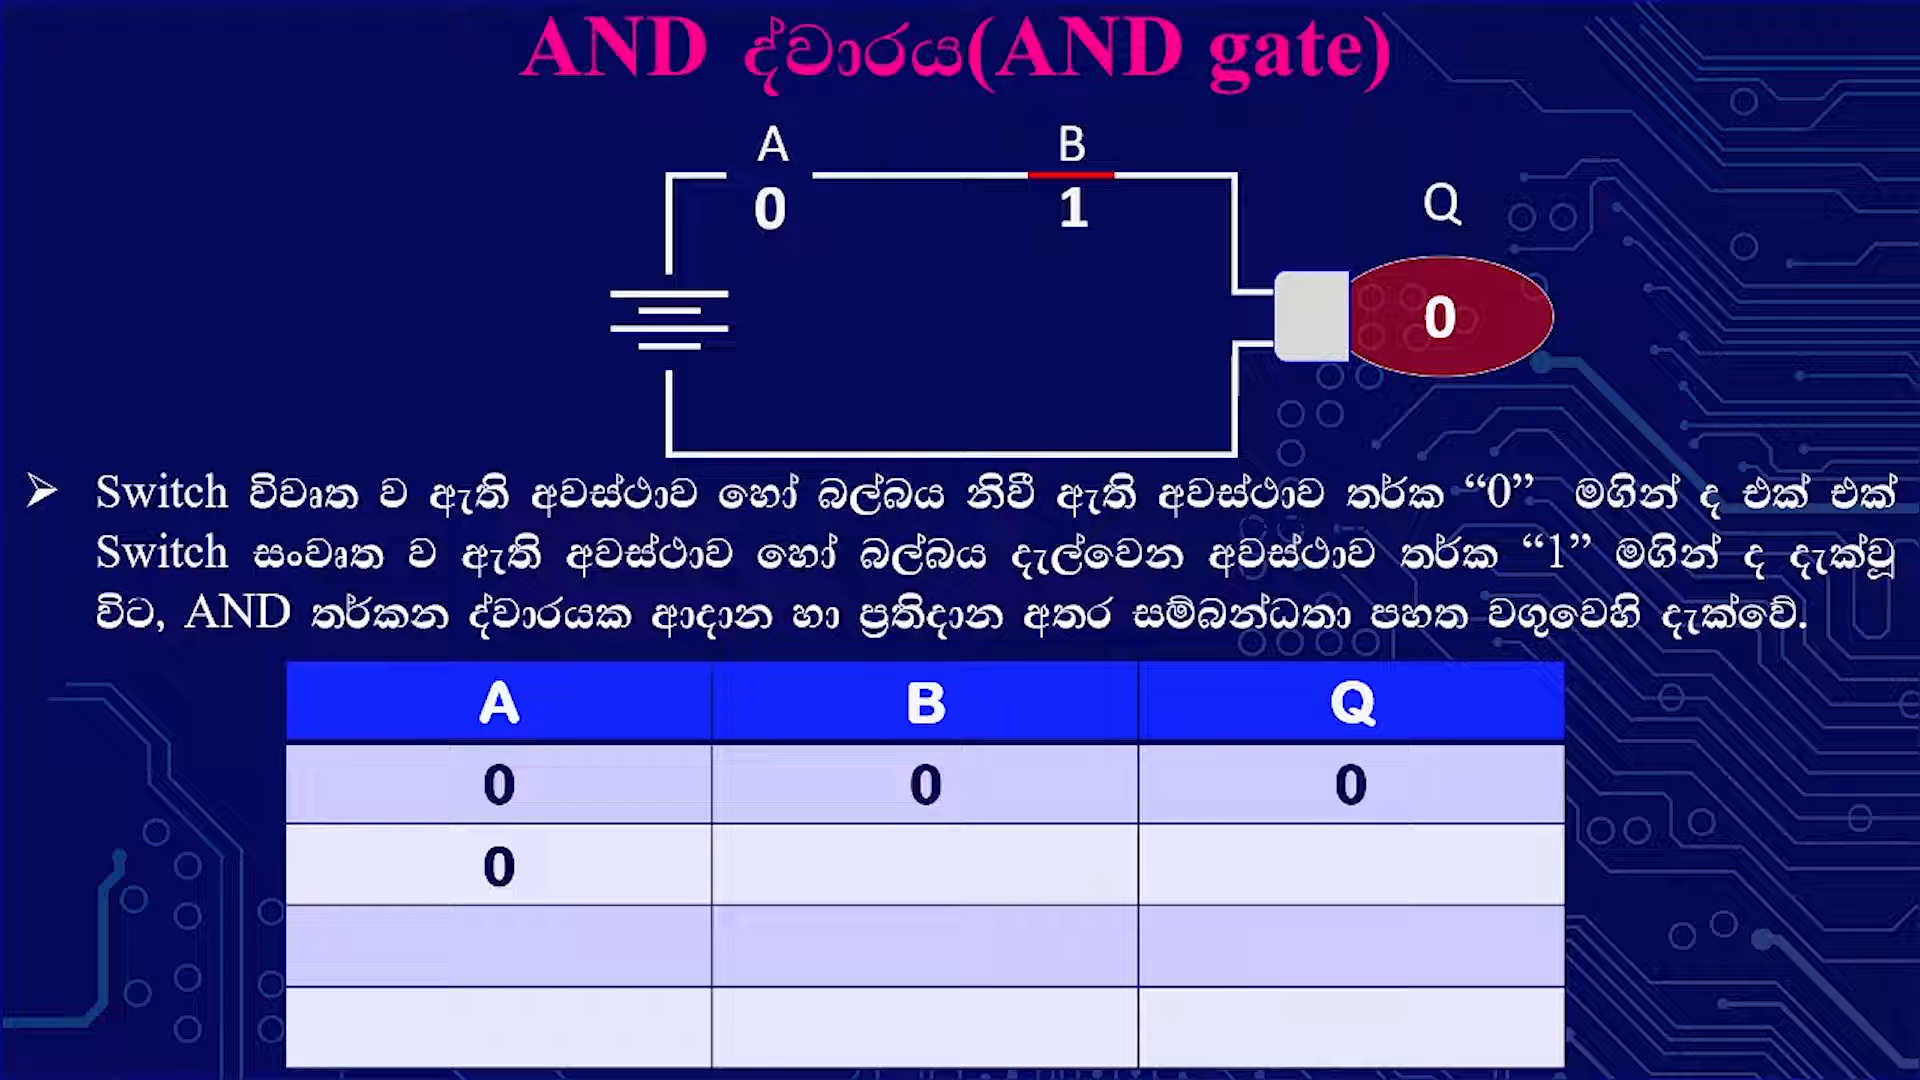 AND ද්වාරය(AND gate)
A B
0 1
Q
0
➢ Switch විවෘත ව ඇති අවස්ථාව හෝ බල්බය නිවී ඇති අවස්ථාව තර්ක “0” මගින් ද එක් එක්
Switch සංවෘත ව ඇති අවස්ථාව හෝ බල්බය දැල්වෙන අවස්ථාව තර්ක “1” මගින් ද දැක්වූ
විට, AND තර්කන ද්වාරයක ආදාන හා ප්‍රතිදාන අතර සම්බන්ධතා පහත වගුවෙහි දැක්වේ.
A B Q
0 0 0
0